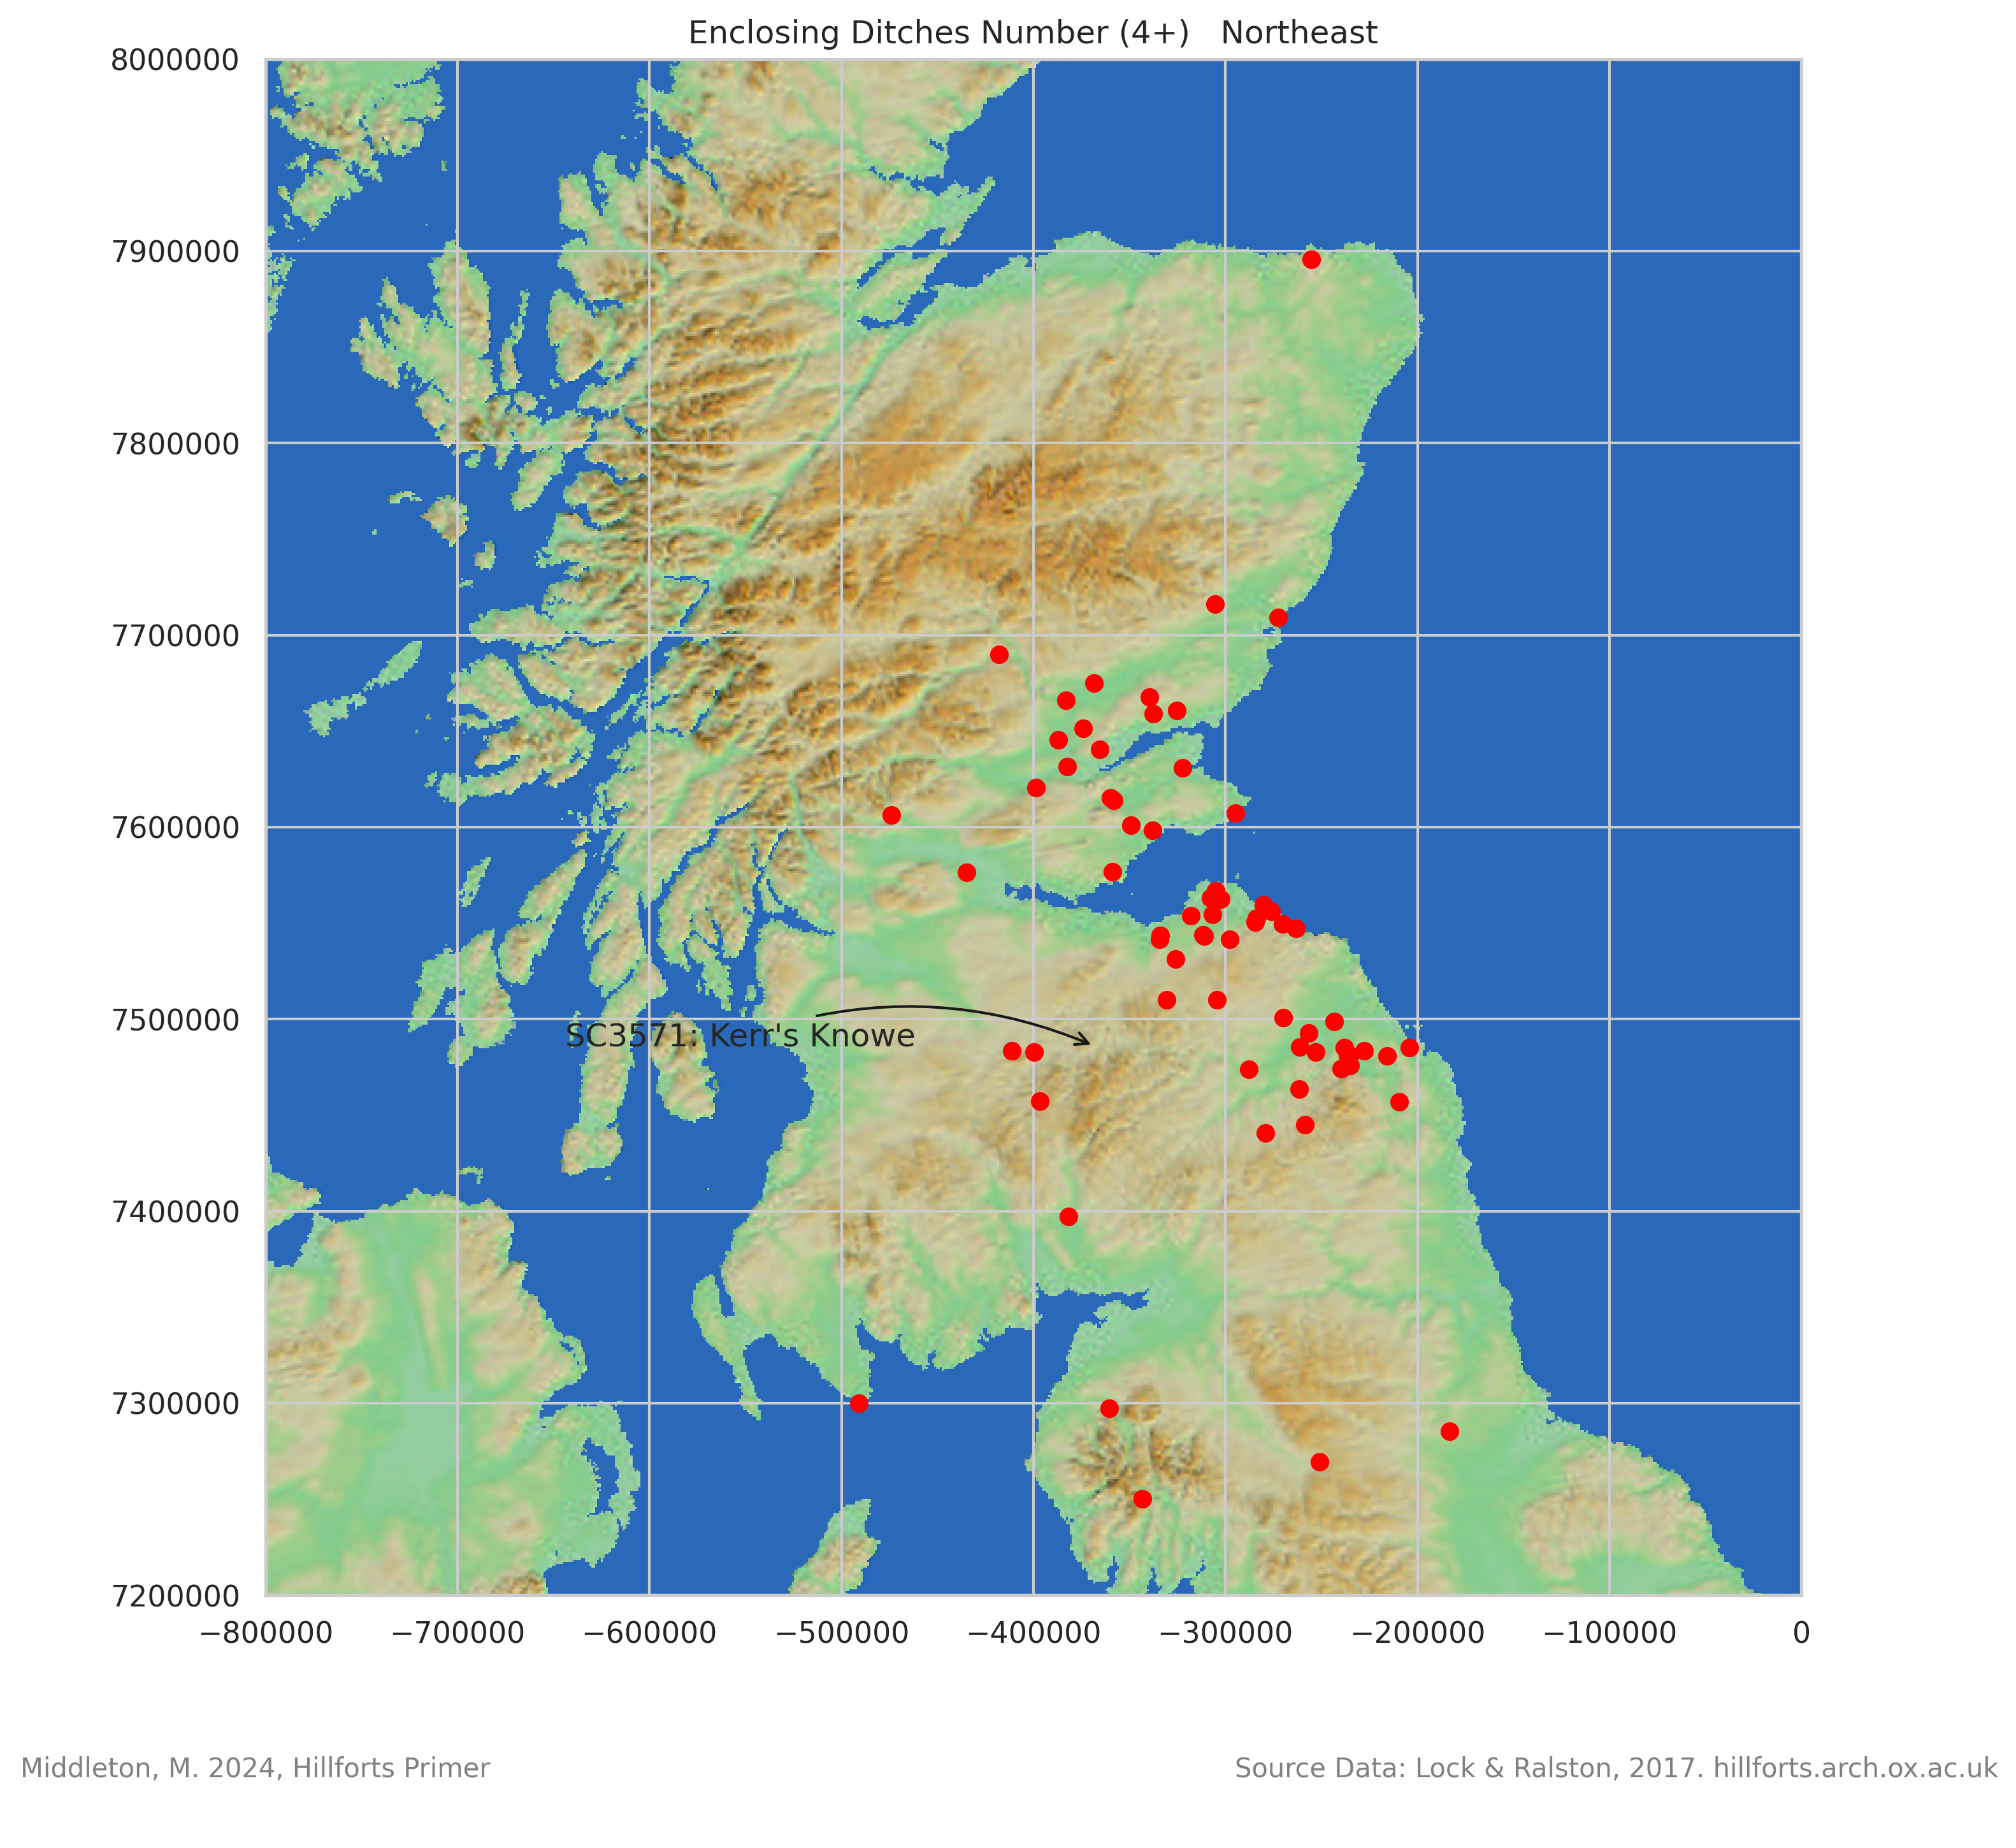 Enclosing Ditches Number (4+)   Northeast
8000000
7900000
7800000
7700000
7600000
7500000
SC3571: Kerr's Knowe
7400000
7300000
7200000
−800000 −700000 −600000 −500000 −400000 −300000 −200000 −100000 0
Middleton, M. 2024, Hillforts Primer
Source Data: Lock & Ralston, 2017. hillforts.arch.ox.ac.uk